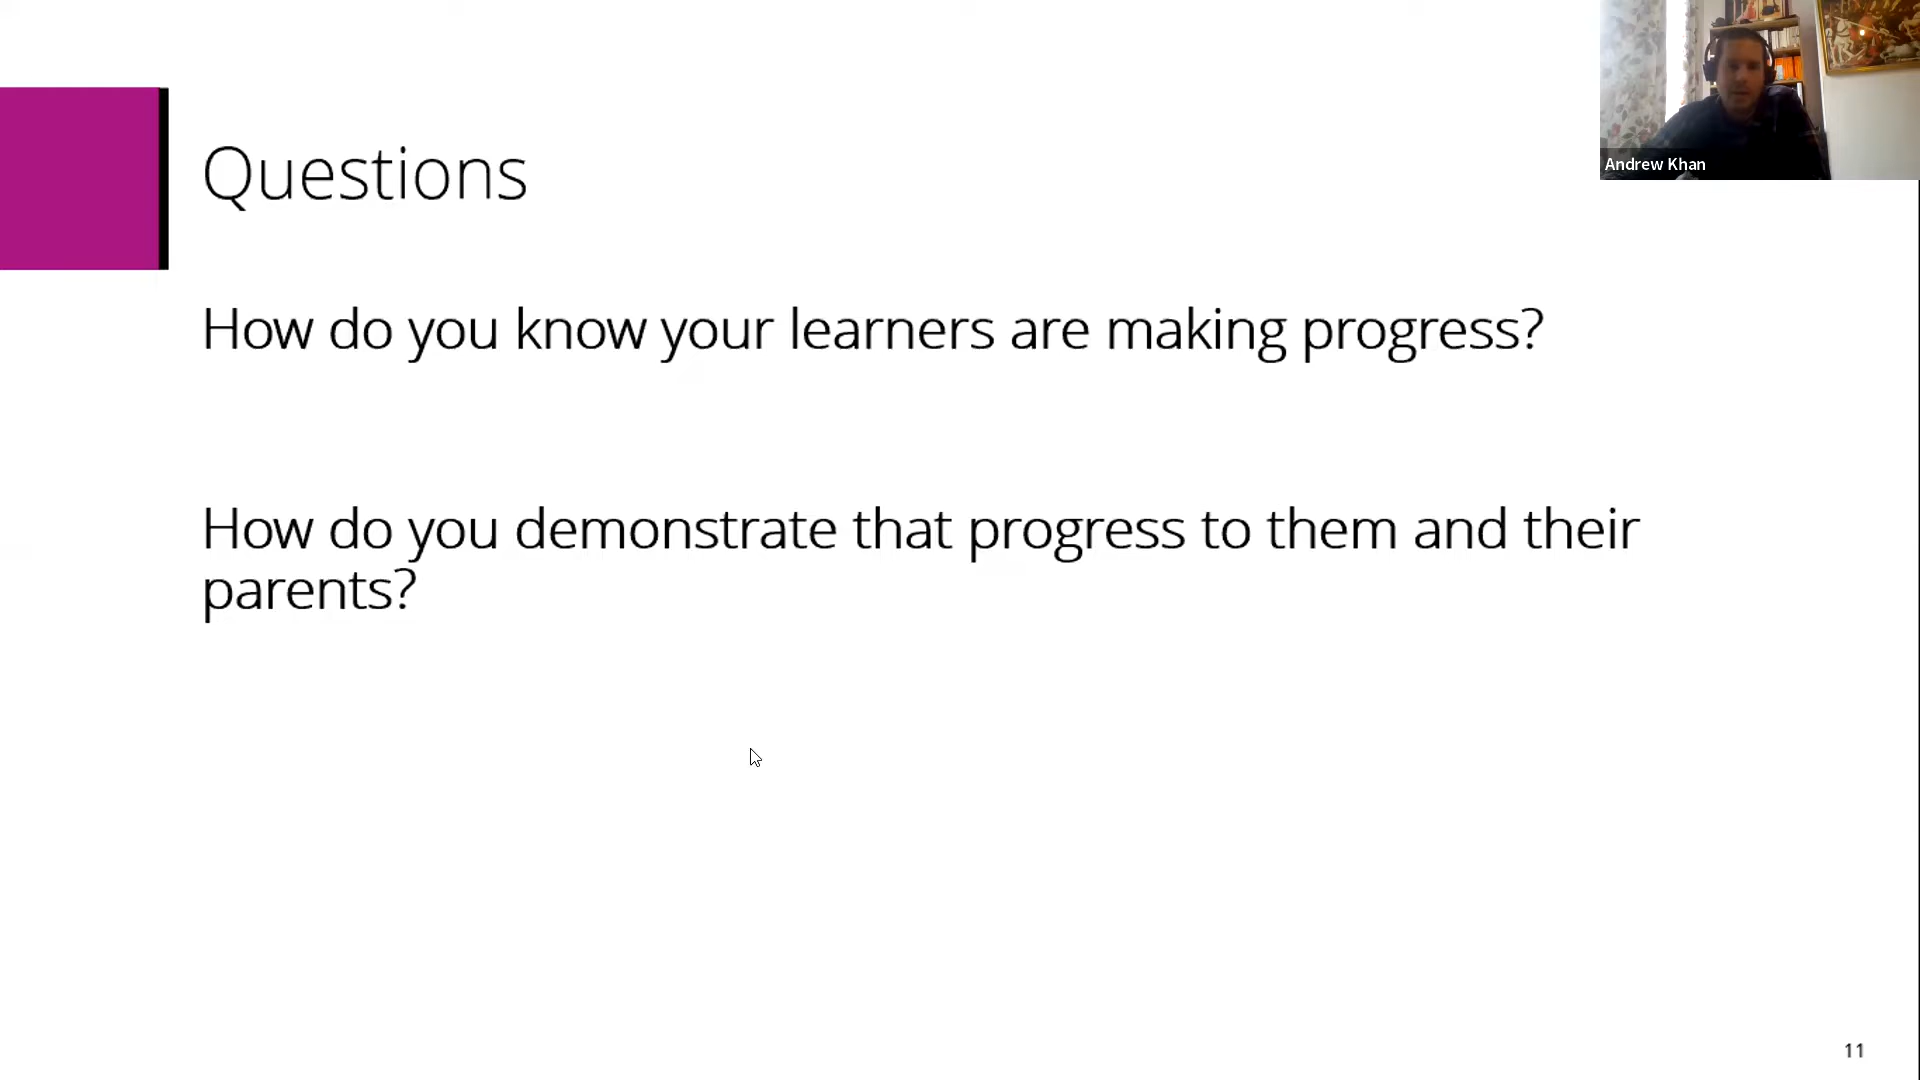 Andrew Khan
Questions
How do you know your learners are making progress?
How do you demonstrate that progress to them and their
parents?
11